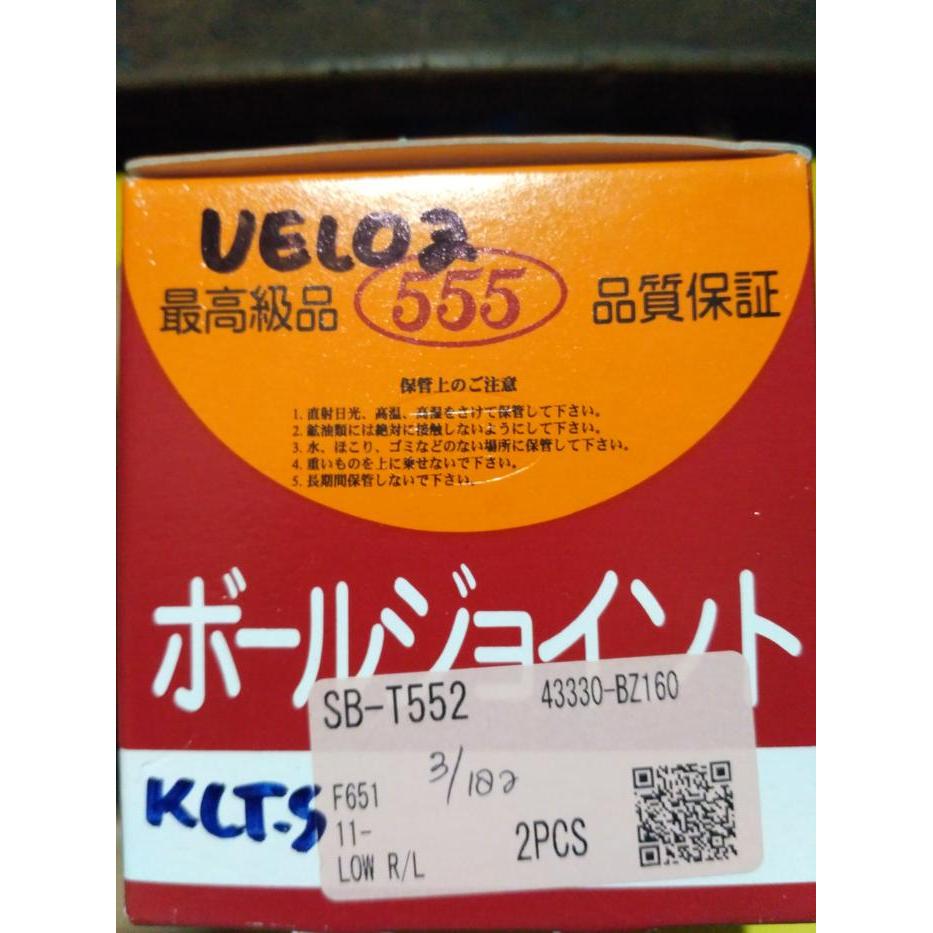 VELOZ
最高級品 555 品質保証
保管上のご注意
1. 直射日光、高温、高湿をさけて保管して下さい。
2. 鉱油類には絶対に接触しないようにして下さい。
3. 水、ほこり、ゴミなどのない場所に保管して下さい。
4. 重いものを上に乗せないで下さい。
5. 長期間保管しないで下さい。
ボールジョイント
SB-T552 43330-BZ160
3/182
KLT-S
F651
11-
LOW R/L
2PCS